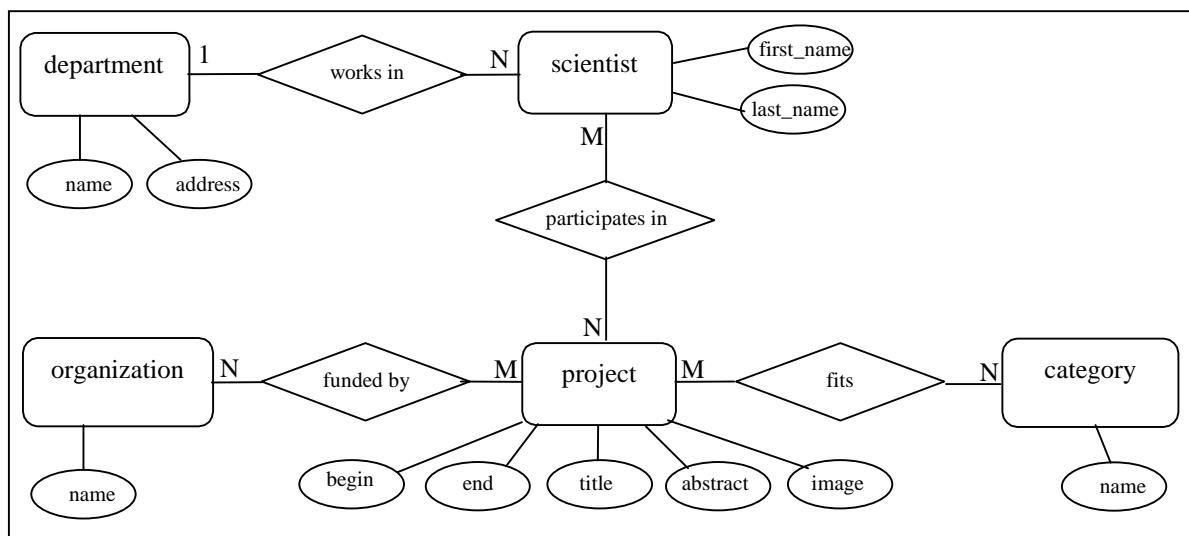 department
1
works in
N
scientist
first_name
last_name
name
address
M
participates in
N
organization
N
funded by
M
project
M
fits
N
category
name
begin
end
title
abstract
image
name